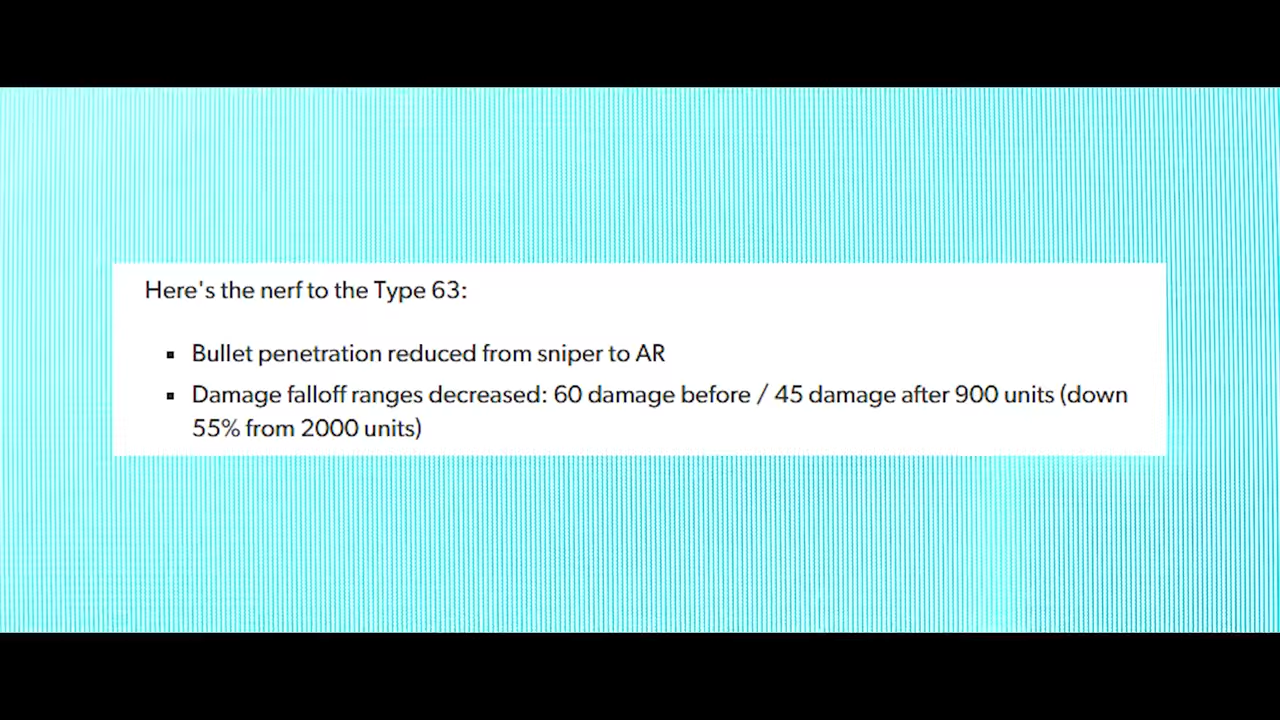 Here's the nerf to the Type 63:
▪ Bullet penetration reduced from sniper to AR
▪ Damage falloff ranges decreased: 60 damage before / 45 damage after 900 units (down
55% from 2000 units)